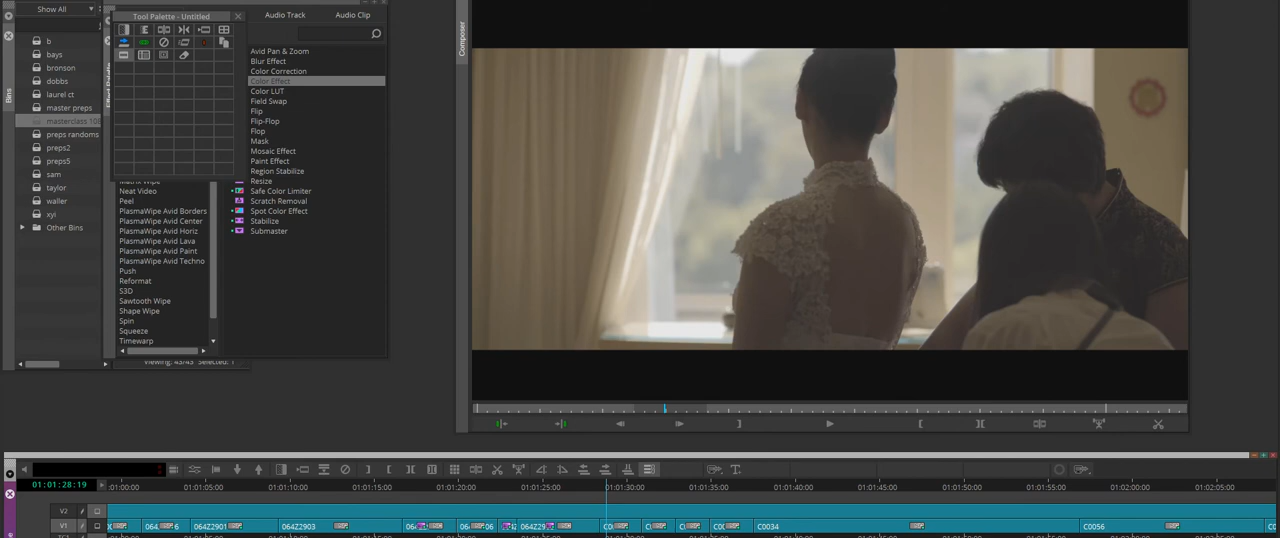 Show All
Tool Palette - Untitled
Audio Track
Audio Clip
Composer
Bins
b
bays
bronson
dobbs
laurel ct
master preps
masterclass 108
preps randoms
preps2
preps5
sam
taylor
waller
xyi
Other Bins
Avid Pan & Zoom
Blur Effect
Color Correction
Color Effect
Color LUT
Field Swap
Flip
Flip-Flop
Flop
Mask
Mosaic Effect
Paint Effect
Region Stabilize
Resize
Safe Color Limiter
Scratch Removal
Spot Color Effect
Stabilize
Submaster
Matrix Wipe
Neat Video
Peel
PlasmaWipe Avid Borders
PlasmaWipe Avid Center
PlasmaWipe Avid Horiz
PlasmaWipe Avid Lava
PlasmaWipe Avid Paint
PlasmaWipe Avid Techno
Push
Reformat
S3D
Sawtooth Wipe
Shape Wipe
Spin
Squeeze
Timewarp
Viewing: 43/43 Selected: 1
01:01:28:19
:01:00:00 01:01:05:00 01:01:10:00 01:01:15:00 01:01:20:00 01:01:25:00 01:01:30:00 01:01:35:00 01:01:40:00 01:01:45:00 01:01:50:00 01:01:55:00 01:02:00:00 01:02:05:00
V2
V1 064Z2901 064Z2903 C0034 C0056